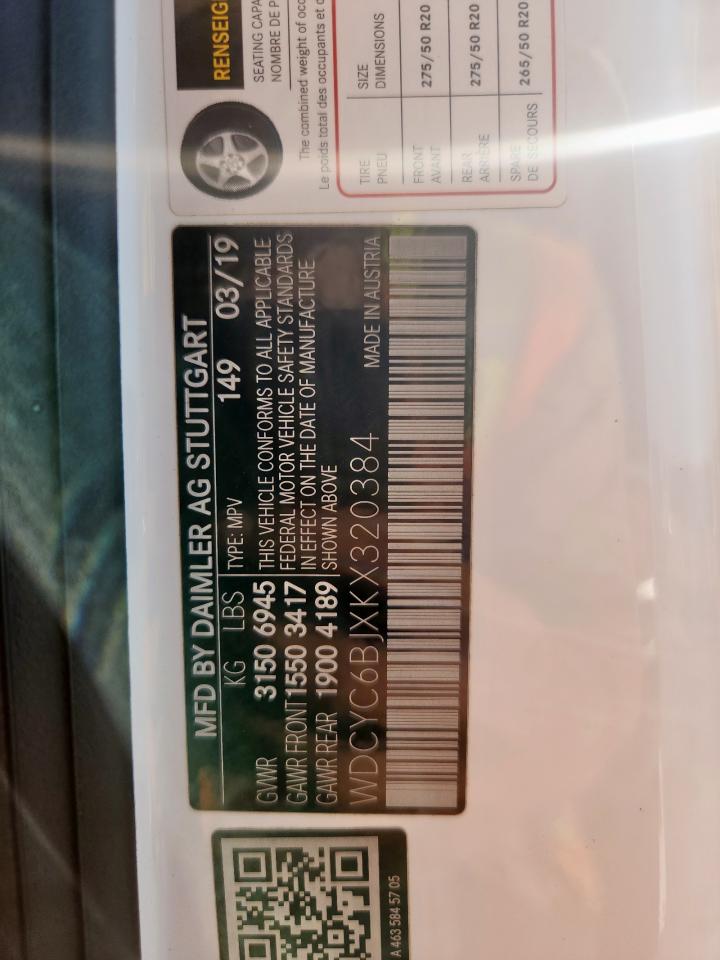 RENSEIG
SEATING CAPA
NOMBRE DE P
The combined weight of occ
Le poids total des occupants et c
TIRE SIZE
PNEU DIMENSIONS
FRONT 275/50 R20
AVANT
REAR 275/50 R20
ARRIÈRE
SPARE 265/50 R20
DE SECOURS
MFD BY DAIMLER AG STUTTGART
KG LBS 149 03/19
GVWR 3150 6945
GAWR FRONT 1550 3417
GAWR REAR 1900 4189
TYPE: MPV
THIS VEHICLE CONFORMS TO ALL APPLICABLE
FEDERAL MOTOR VEHICLE SAFETY STANDARDS
IN EFFECT ON THE DATE OF MANUFACTURE
SHOWN ABOVE
WDCYC6BJXKX320384 MADE IN AUSTRIA
A 463 584 57 05